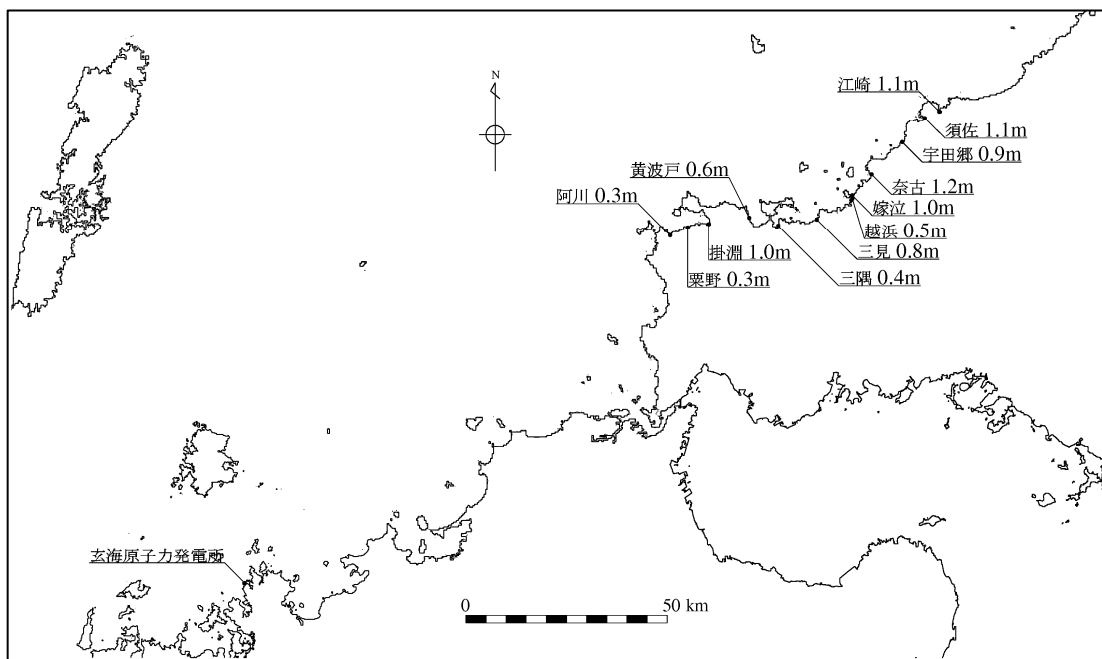 N
江崎 1.1m
須佐 1.1m
宇田郷 0.9m
黄波戸 0.6m
奈古 1.2m
阿川 0.3m
嫁泣 1.0m
越浜 0.5m
掛淵 1.0m
三見 0.8m
粟野 0.3m
三隅 0.4m
玄海原子力発電所
0 50 km